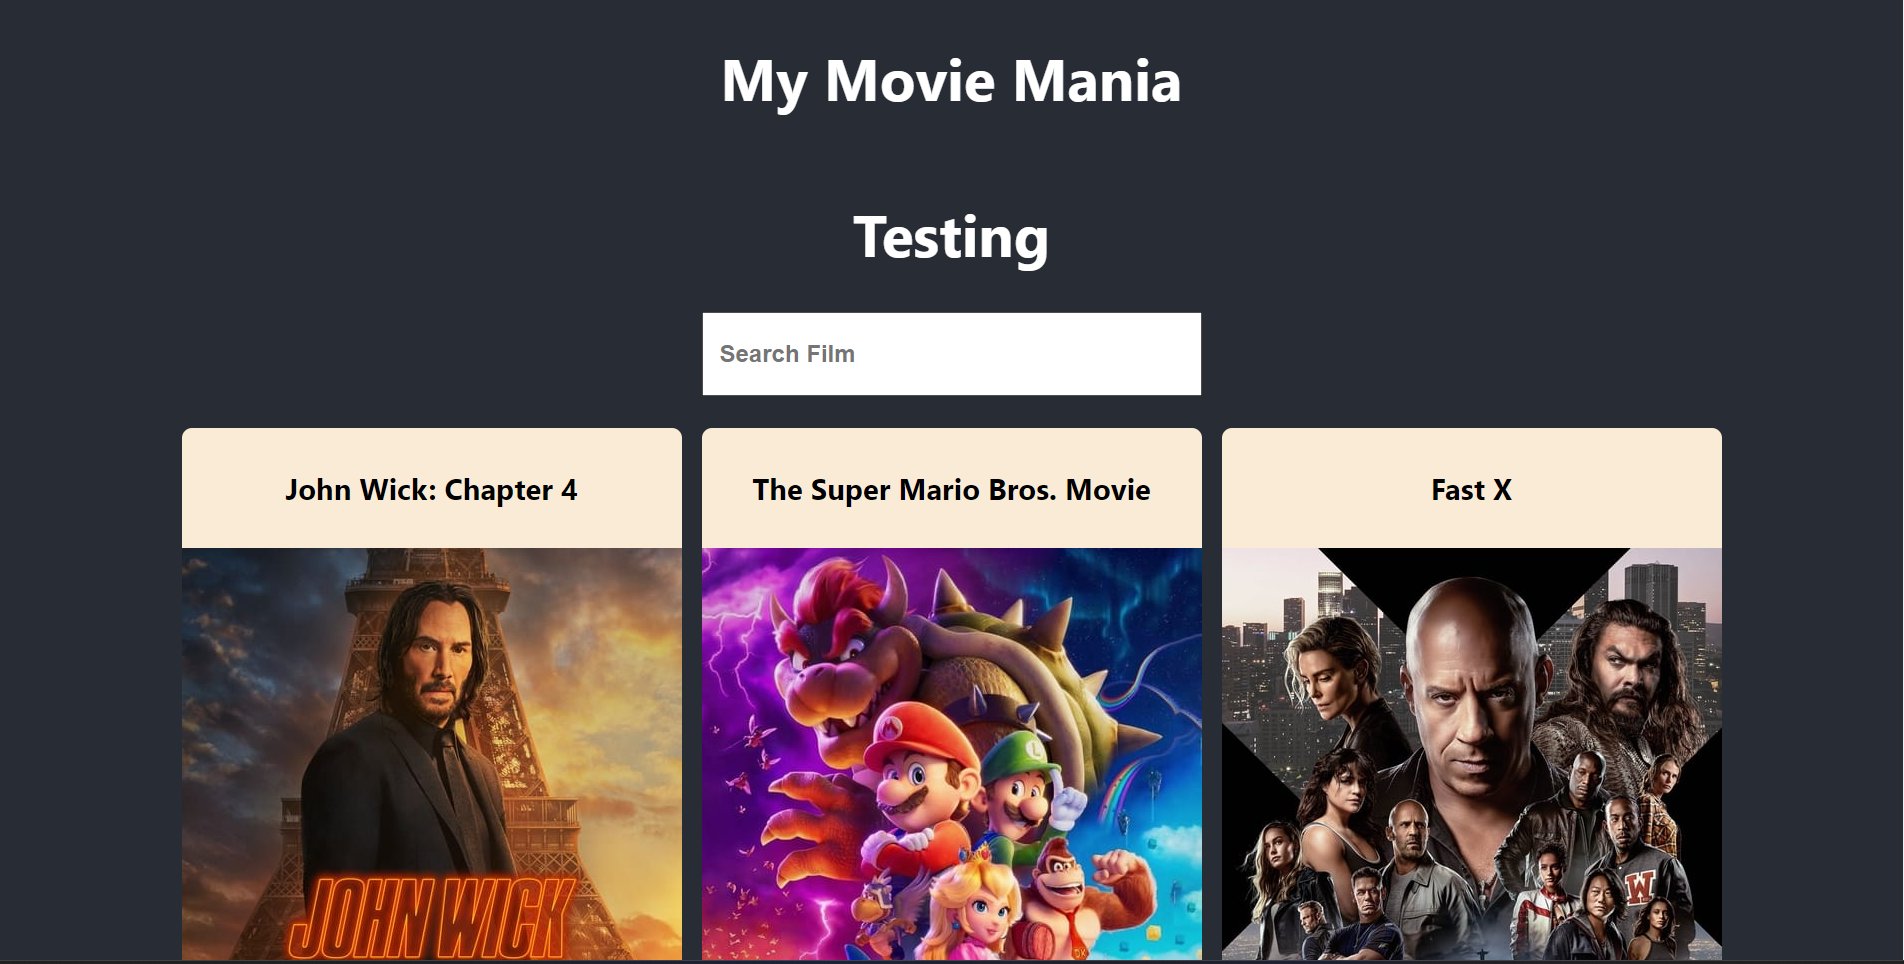 My Movie Mania
Testing
Search Film
John Wick: Chapter 4
The Super Mario Bros. Movie
Fast X
JOHN WICK
M
L
W